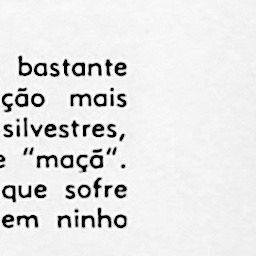 bastante
ção mais
silvestres,
e “maçã”.
que sofre
em ninho